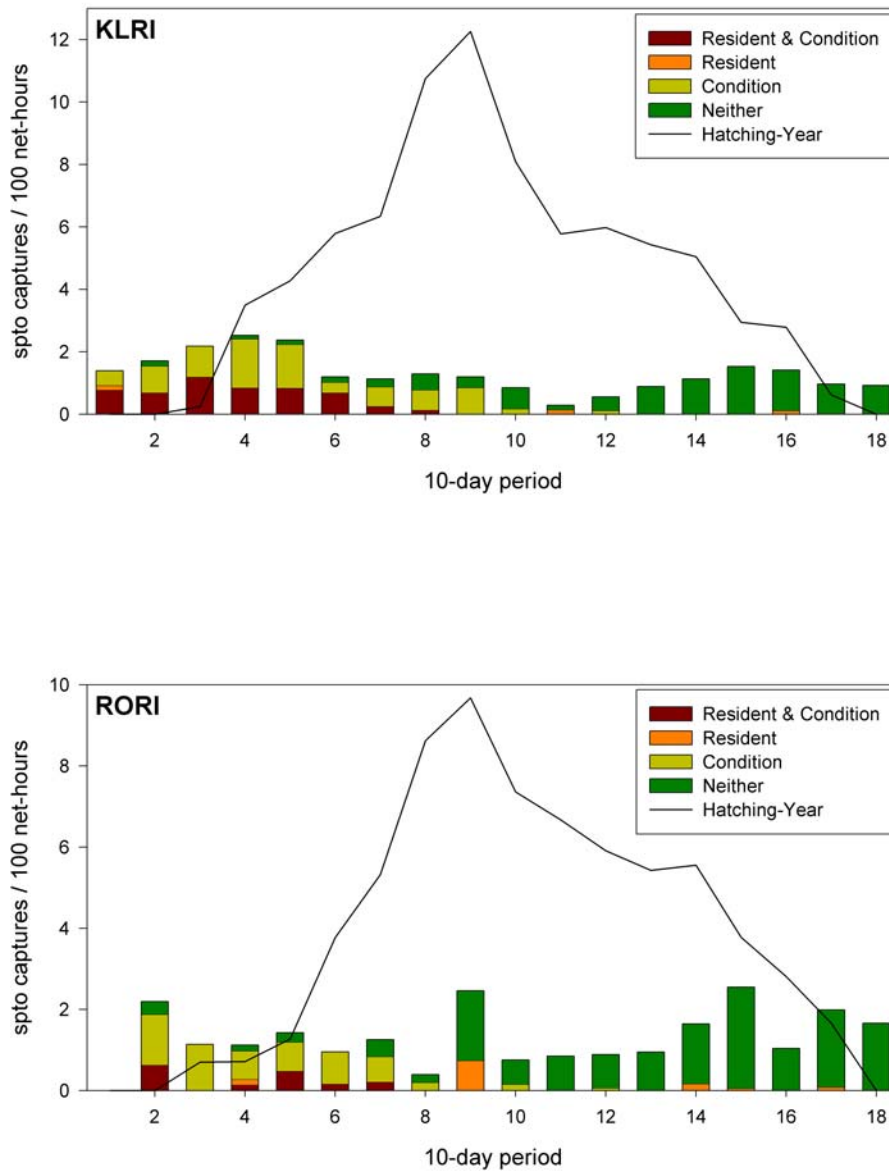 KLRI
Resident & Condition
Resident
Condition
Neither
Hatching-Year
spto captures / 100 net-hours
12
10
8
6
4
2
0
2 4 6 8 10 12 14 16 18
10-day period
RORI
Resident & Condition
Resident
Condition
Neither
Hatching-Year
spto captures / 100 net-hours
10
8
6
4
2
0
2 4 6 8 10 12 14 16 18
10-day period